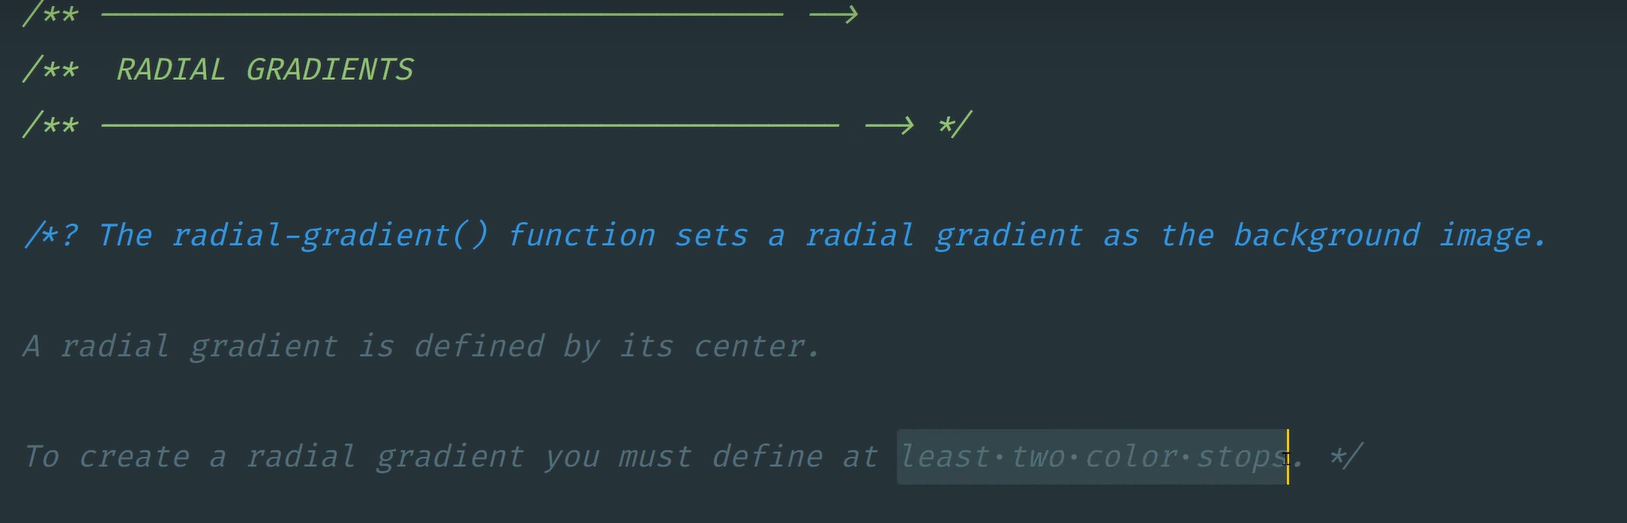 /** ───────────────────────────────────── ──>
/**  RADIAL GRADIENTS
/** ──────────────────────────────────────── ──> */
/*? The radial-gradient() function sets a radial gradient as the background image.
A radial gradient is defined by its center.
To create a radial gradient you must define at least·two·color·stops. */